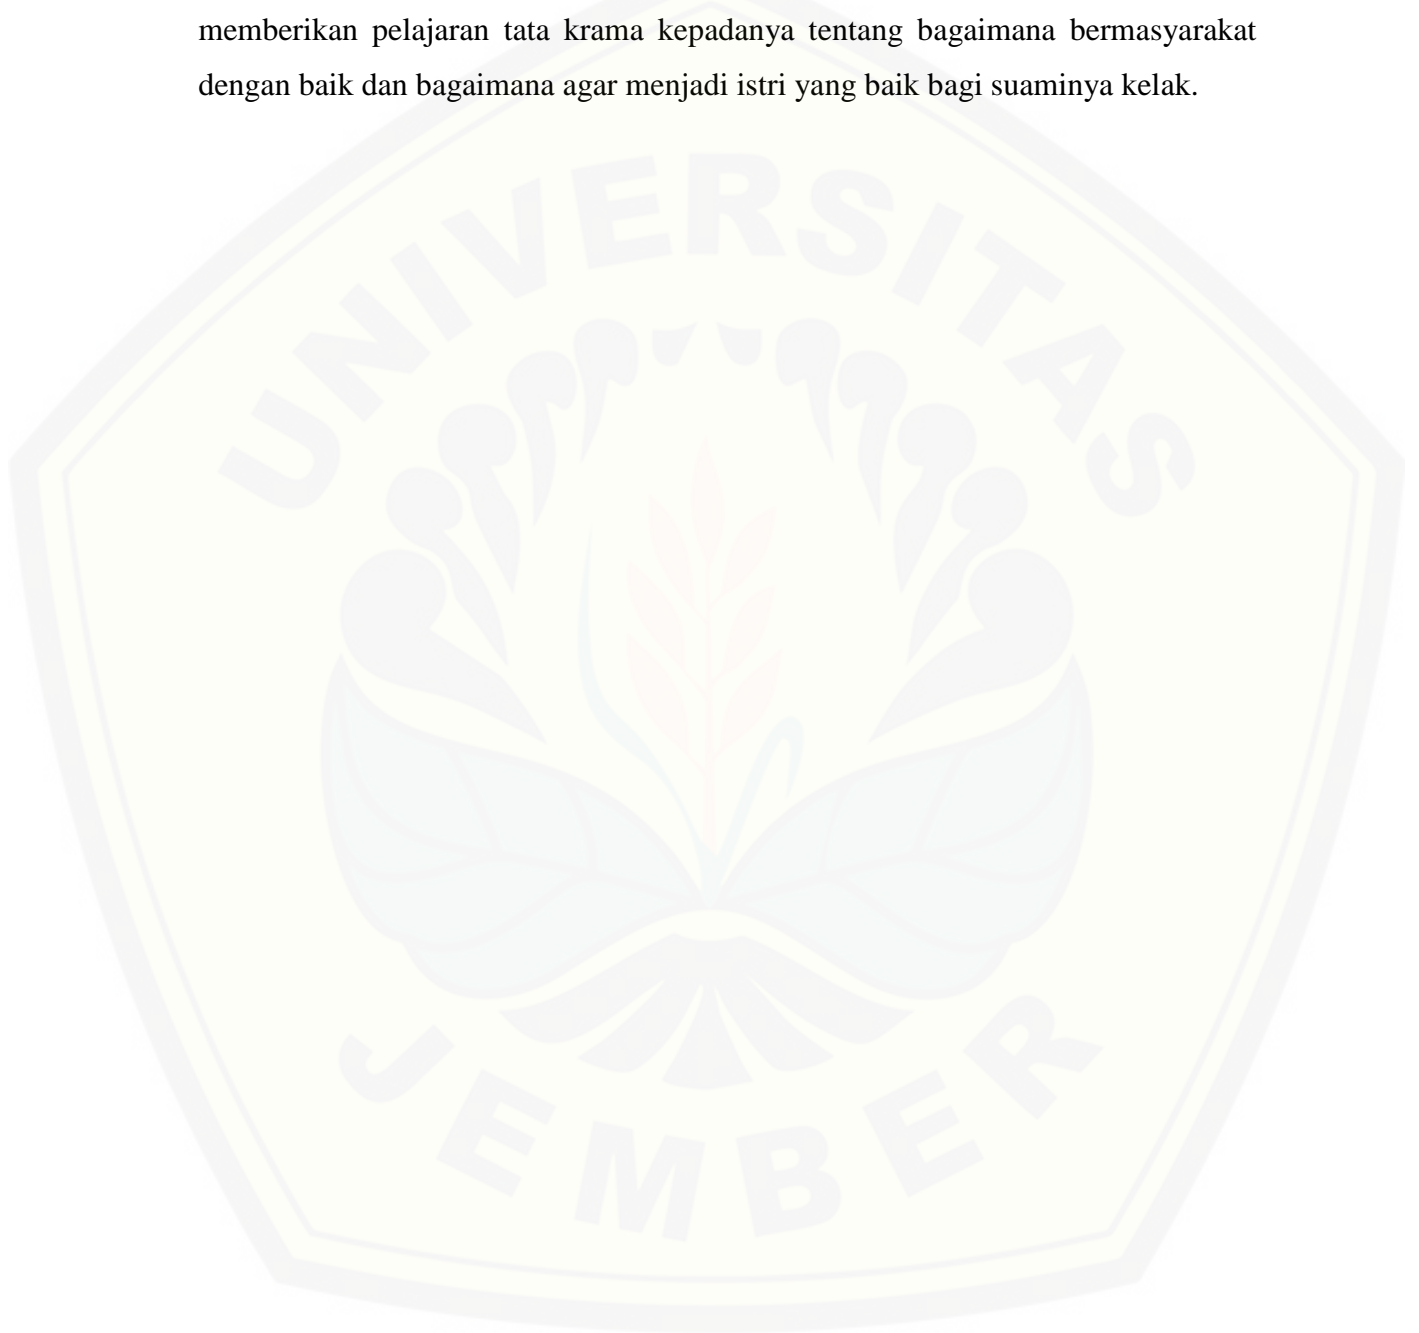 memberikan pelajaran tata krama kepadanya tentang bagaimana bermasyarakat
dengan baik dan bagaimana agar menjadi istri yang baik bagi suaminya kelak.
UNIVERSITAS
JEMBER